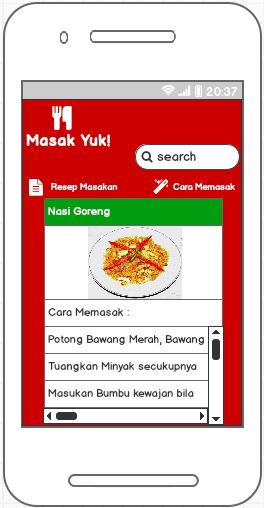 20:37
Masak Yuk!
search
Resep Masakan
Cara Memasak
Nasi Goreng
Cara Memasak :
Potong Bawang Merah, Bawang
Tuangkan Minyak secukupnya
Masukan Bumbu kewajan bila